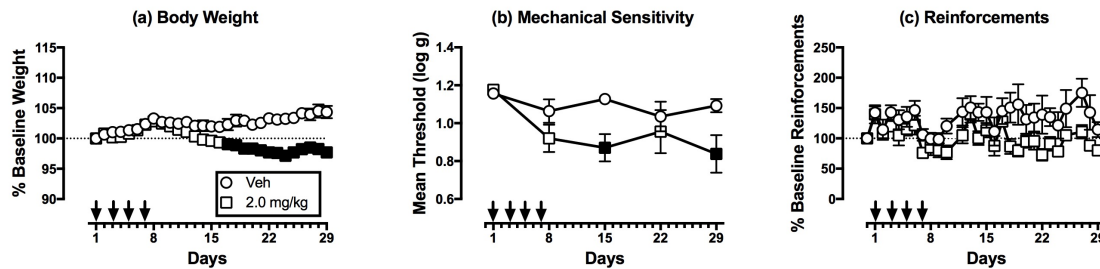 (a) Body Weight
% Baseline Weight
115
110
105
100
95
90
Veh
2.0 mg/kg
1 8 15 22 29
Days
(b) Mechanical Sensitivity
Mean Threshold (log g)
1.4
1.2
1.0
0.8
0.6
1 8 15 22 29
Days
(c) Reinforcements
% Baseline Reinforcements
250
200
150
100
50
0
1 8 15 22 29
Days